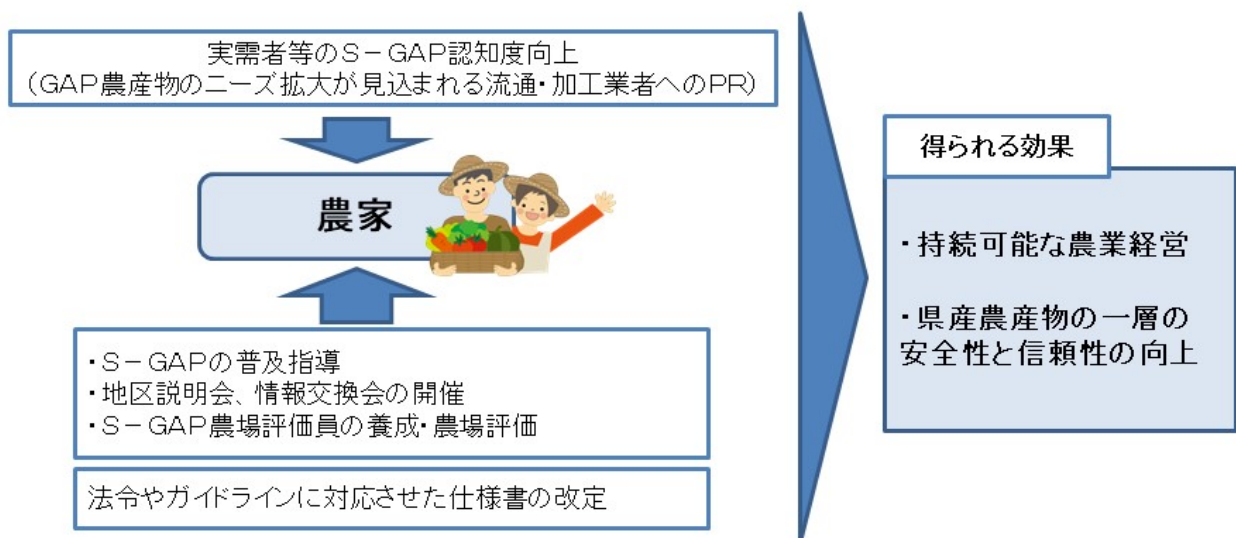 実需者等のS－GAP認知度向上
（GAP農産物のニーズ拡大が見込まれる流通・加工業者へのPR）
農家
・S－GAPの普及指導
・地区説明会、情報交換会の開催
・S－GAP農場評価員の養成・農場評価
法令やガイドラインに対応させた仕様書の改定
得られる効果
・持続可能な農業経営
・県産農産物の一層の
安全性と信頼性の向上